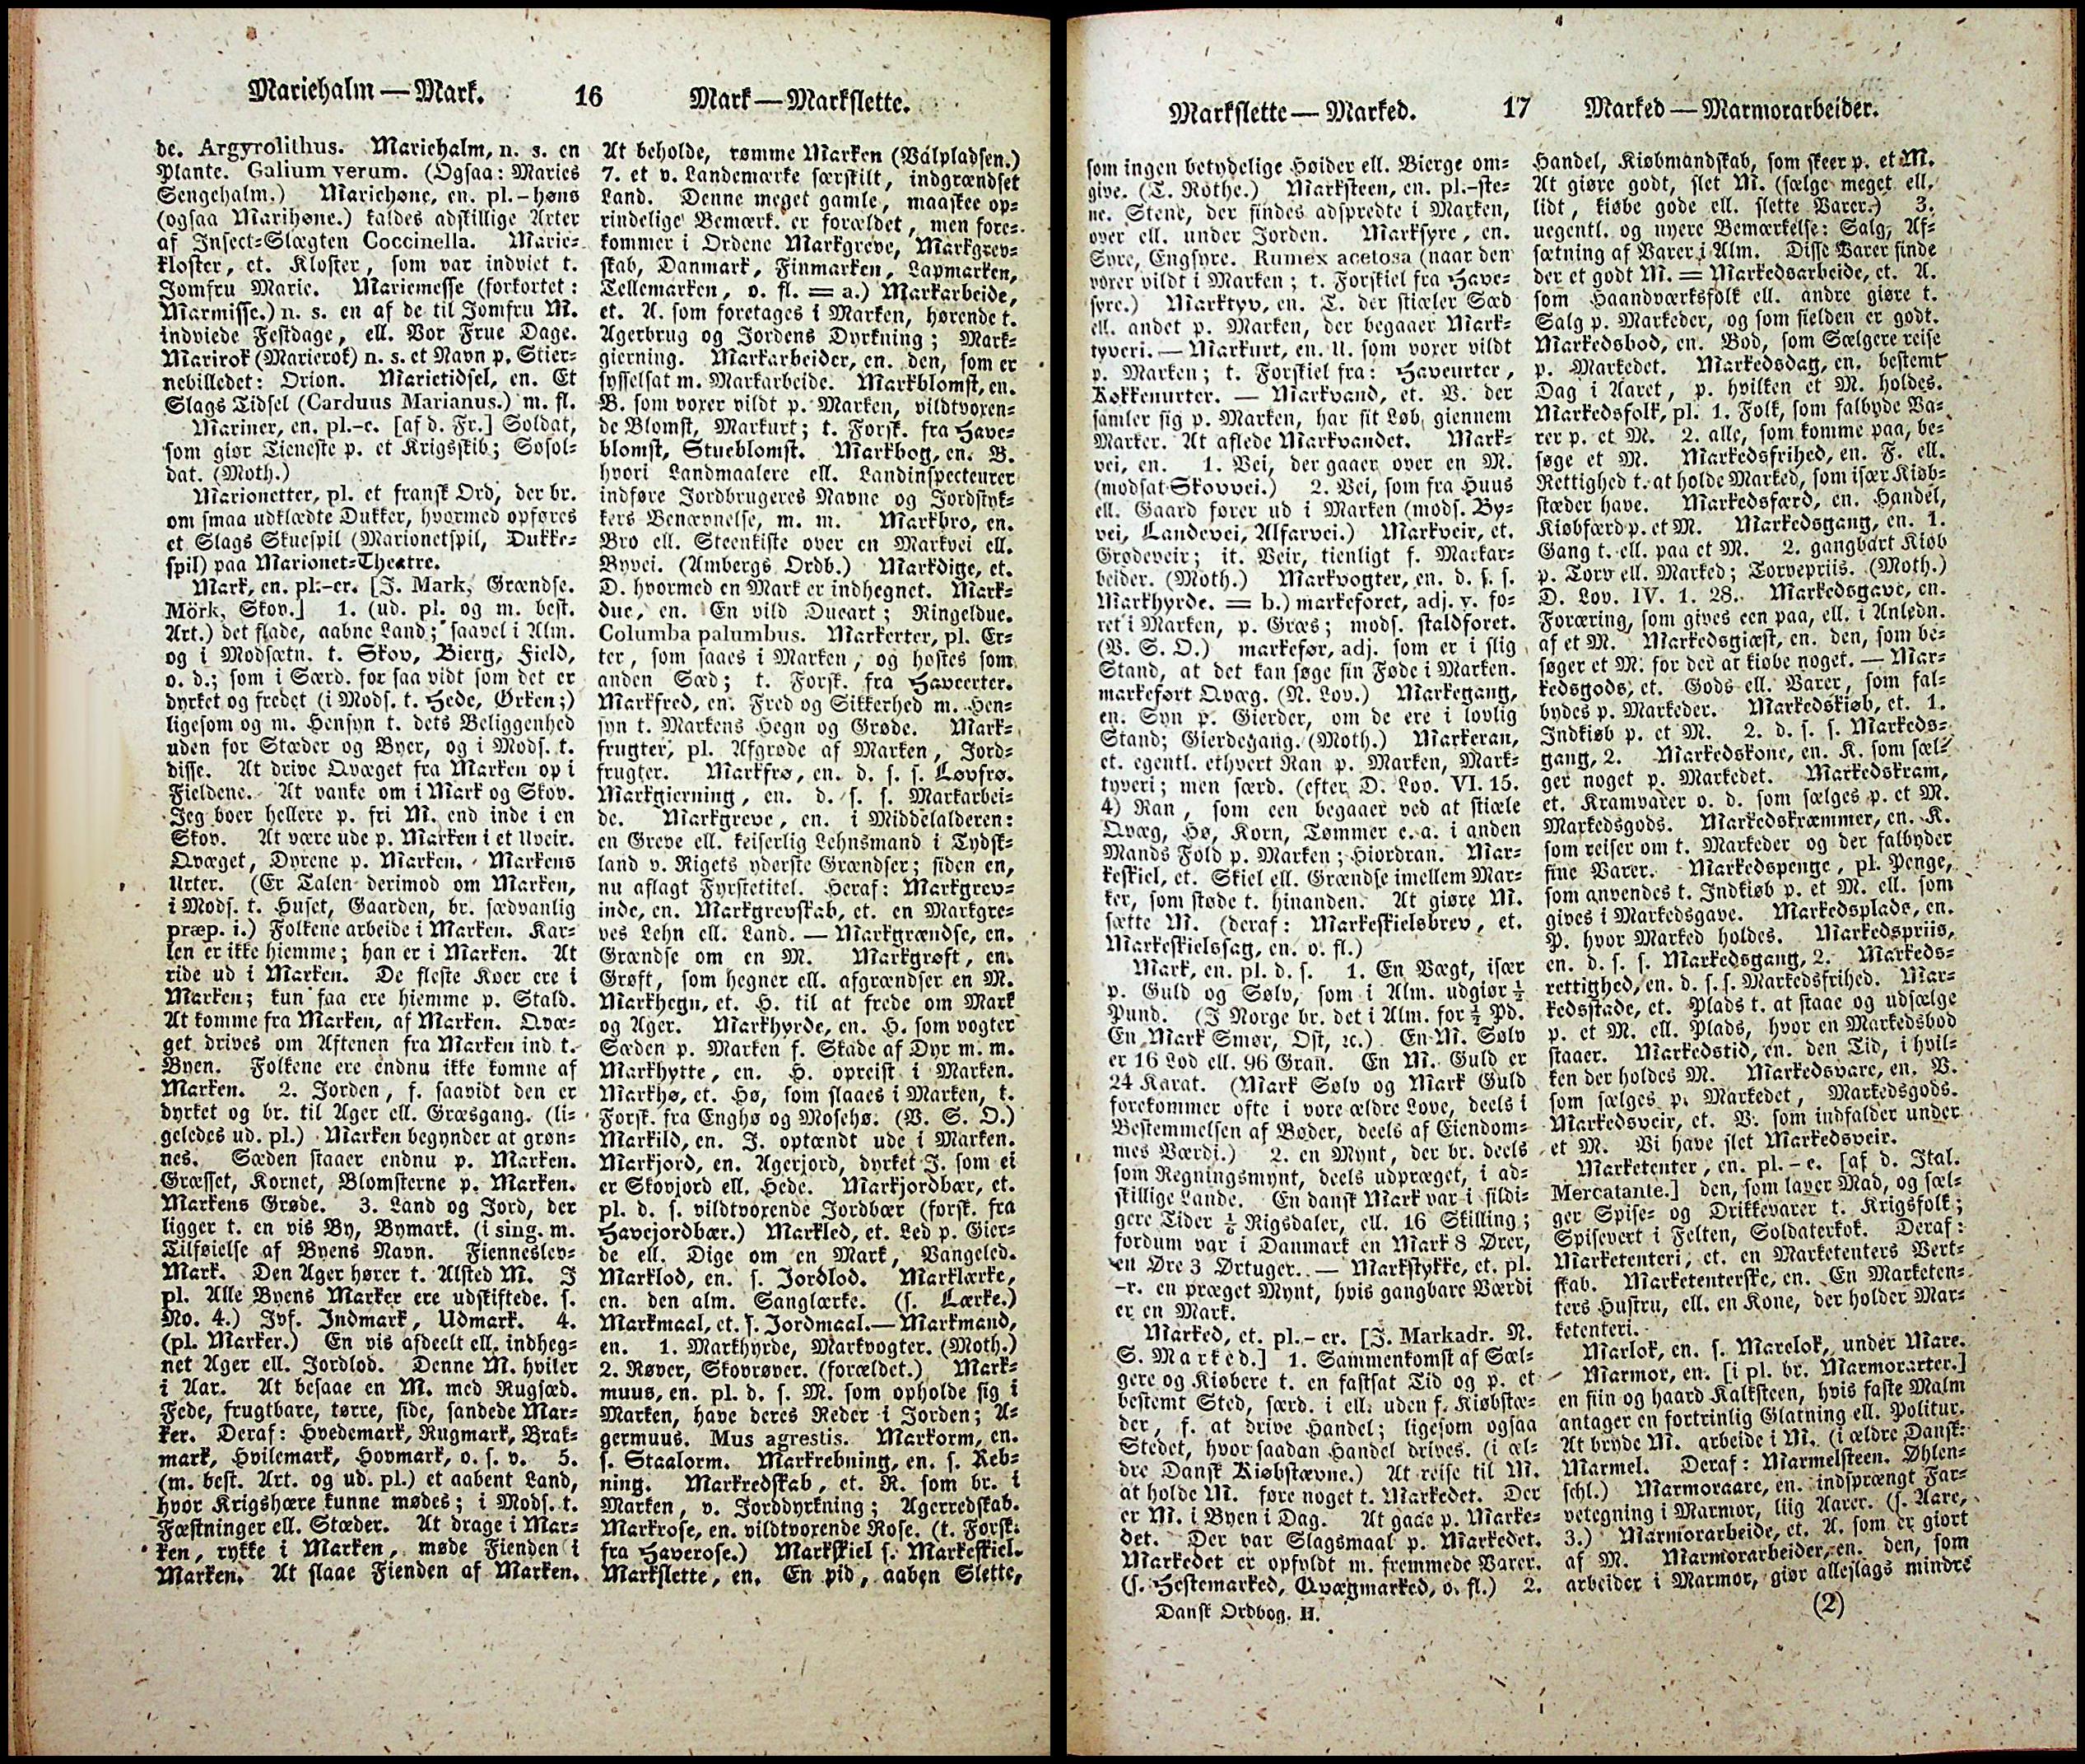 Mariehalm — Mark.
16
Mark — Markslette.
de. Argyrolithus. Mariehalm, n. s. en
Plante. Galium verum. (Ogsaa: Maries
Sengehalm.) Mariehøne, en. pl.-høns
(ogsaa Marihøne.) kaldes adskillige Arter
af Insect-Slægten Coccinella. Marie-
kloster, et. Kloster, som var indviet t.
Jomfru Marie. Mariemesse (forkortet:
Marmisse.) n. s. en af de til Jomfru M.
indviede Festdage, ell. Vor Frue Dage.
Marirok (Marierok) n. s. et Navn p. Stier-
nebilledet: Orion. Marietidsel, en. Et
Slags Tidsel (Carduus Marianus.) m. fl.
Mariner, en. pl.-e. [af d. Fr.] Soldat,
som giør Tieneste p. et Krigsskib; Søsol-
dat. (Moth.)
Marionetter, pl. et fransk Ord, der br.
om smaa udklædte Dukker, hvormed opføres
et Slags Skuespil (Marionetspil, Dukke-
spil) paa Marionet-Theatre.
Mark, en. pl.-er. [J. Mark, Grændse.
Mörk, Skov.] 1. (ud. pl. og m. best.
Art.) det flade, aabne Land; saavel i Alm.
og i Modsætn. t. Skov, Bierg, Field,
o. d.; som i Særd. for saa vidt som det er
dyrket og fredet (i Mods. t. Hede, Ørken;)
ligesom og m. Hensyn t. dets Beliggenhed
uden for Stæder og Byer, og i Mods. t.
disse. At drive Qvæget fra Marken op i
Fieldene. At vanke om i Mark og Skov.
Jeg boer hellere p. fri M. end inde i en
Skov. At være ude p. Marken i et Uveir.
Qvæget, Dyrene p. Marken. Markens
Urter. (Er Talen derimod om Marken,
i Mods. t. Huset, Gaarden, br. sædvanlig
præp. i.) Folkene arbeide i Marken. Kar-
len er ikke hiemme; han er i Marken. At
ride ud i Marken. De fleste Køer ere i
Marken; kun faa ere hiemme p. Stald.
At komme fra Marken, af Marken. Qvæ-
get drives om Aftenen fra Marken ind t.
Byen. Folkene ere endnu ikke komne af
Marken. 2. Jorden, f. saavidt den er
dyrket og br. til Ager ell. Græsgang. (li-
geledes ud. pl.) Marken begynder at grøn-
nes. Sæden staaer endnu p. Marken.
Græsset, Kornet, Blomsterne p. Marken.
Markens Grøde. 3. Land og Jord, der
ligger t. en vis By, Bymark. (i sing. m.
Tilføielse af Byens Navn. Fienneslev-
Mark. Den Ager hører t. Alsted M. I
pl. Alle Byens Marker ere udskiftede. s.
No. 4.) Jvf. Indmark, Udmark. 4.
(pl. Marker.) En vis afdeelt ell. indheg-
net Ager ell. Jordlod. Denne M. hviler
i Aar. At besaae en M. med Rugsæd.
Fede, frugtbare, tørre, side, sandede Mar-
ker. Deraf: Hvedemark, Rugmark, Brak-
mark, Hvilemark, Hovmark, o. s. v. 5.
(m. best. Art. og ud. pl.) et aabent Land,
hvor Krigshære kunne mødes; i Mods. t.
Fæstninger ell. Stæder. At drage i Mar-
ken, rykke i Marken, møde Fienden i
Marken. At slaae Fienden af Marken.
At beholde, rømme Marken (Valpladsen.)
7. et v. Landemærke særskilt, indgrændset
Land. Denne meget gamle, maaskee op-
rindelige Bemærk. er forældet, men fore-
kommer i Ordene Markgreve, Markgrev-
skab, Danmark, Finmarken, Lapmarken,
Tellemarken, o. fl. = a.) Markarbeide,
et. A. som foretages i Marken, hørende t.
Agerbrug og Jordens Dyrkning; Mark-
gierning. Markarbeider, en. den, som er
sysselsat m. Markarbeide. Markblomst, en.
B. som voxer vildt p. Marken, vildtvoxen-
de Blomst, Markurt; t. Forsk. fra Have-
blomst, Stueblomst. Markbog, en. B.
hvori Landmaalere ell. Landinspecteurer
indføre Jordbrugeres Navne og Jordstyk-
kers Benævnelse, m. m. Markbro, en.
Bro ell. Steenkiste over en Markvei ell.
Byvei. (Ambergs Ordb.) Markdige, et.
D. hvormed en Mark er indhegnet. Mark-
due, en. En vild Dueart; Ringeldue.
Columba palumbus. Markerter, pl. Er-
ter, som saaes i Marken, og høstes som
anden Sæd; t. Forsk. fra Haveerter.
Markfred, en. Fred og Sikkerhed m. Hen-
syn t. Markens Hegn og Grøde. Mark-
frugter, pl. Afgrøde af Marken, Jord-
frugter. Markfrø, en. d. s. s. Løvfrø.
Markgierning, en. d. s. s. Markarbei-
de. Markgreve, en. i Middelalderen:
en Greve ell. keiserlig Lehnsmand i Tydsk-
land v. Rigets yderste Grændser; siden en,
nu aflagt Fyrstetitel. Heraf: Markgrev-
inde, en. Markgrevskab, et. en Markgre-
ves Lehn ell. Land. — Markgrændse, en.
Grændse om en M. Markgrøft, en.
Grøft, som hegner ell. afgrændser en M.
Markhegn, et. H. til at frede om Mark
og Ager. Markhyrde, en. H. som vogter
Sæden p. Marken f. Skade af Dyr m. m.
Markhytte, en. H. opreist i Marken.
Markhø, et. Hø, som slaaes i Marken, t.
Forsk. fra Enghø og Mosehø. (V. S. O.)
Markild, en. J. optændt ude i Marken.
Markjord, en. Agerjord, dyrket J. som ei
er Skovjord ell. Hede. Markjordbær, et.
pl. d. s. vildtvoxende Jordbær (forsk. fra
Havejordbær.) Markled, et. Led p. Gier-
de ell. Dige om en Mark, Vangeled.
Marklod, en. s. Jordlod. Marklærke,
en. den alm. Sanglærke. (s. Lærke.)
Markmaal, et. s. Jordmaal.—Markmand,
en. 1. Markhyrde, Markvogter. (Moth.)
2. Røver, Skovrøver. (forældet.) Mark-
muus, en. pl. d. s. M. som opholde sig i
Marken, have deres Reder i Jorden; A-
germuus. Mus agrestis. Markorm, en.
s. Staalorm. Markrebning, en. s. Reb-
ning. Markredskab, et. R. som br. i
Marken, v. Jorddyrkning; Agerredskab.
Markrose, en. vildtvoxende Rose. (t. Forsk.
fra Haverose.) Markskiel s. Markeskiel.
Markslette, en. En vid, aaben Slette,
Markslette — Marked.
17
Marked — Marmorarbeider.
som ingen betydelige Høider ell. Bierge om-
give. (T. Rothe.) Marksteen, en. pl.-ste-
ne. Stene, der findes adspredte i Marken,
over ell. under Jorden. Marksyre, en.
Syre, Engsyre. Rumex acetosa (naar den
voxer vildt i Marken; t. Forskiel fra Have-
syre.) Marktyv, en. T. der stiæler Sæd
ell. andet p. Marken, der begaaer Mark-
tyveri. — Markurt, en. U. som voxer vildt
p. Marken; t. Forskiel fra: Haveurter,
Køkkenurter. — Markvand, et. V. der
samler sig p. Marken, har sit Løb giennem
Marker. At aflede Markvandet. Mark-
vei, en. 1. Vei, der gaaer over en M.
(modsat Skovvei.) 2. Vei, som fra Huus
ell. Gaard fører ud i Marken (mods. By-
vei, Landevei, Alfarvei.) Markveir, et.
Grødeveir; it. Veir, tienligt f. Markar-
beider. (Moth.) Markvogter, en. d. s. s.
Markhyrde. = b.) markeforet, adj. v. fo-
ret i Marken, p. Græs; mods. staldforet.
(V. S. O.) markefør, adj. som er i slig
Stand, at det kan søge sin Føde i Marken.
markeført Qvæg. (N. Lov.) Markegang,
en. Syn p. Gierder, om de ere i lovlig
Stand; Gierdegang. (Moth.) Markeran,
et. egentl. ethvert Ran p. Marken, Mark-
tyveri; men særd. (efter D. Lov. VI. 15.
4) Ran, som een begaaer ved at stiæle
Qvæg, Hø, Korn, Tømmer e. a. i anden
Mands Fold p. Marken; Hiordran. Mar-
keskiel, et. Skiel ell. Grændse imellem Mar-
ker, som støde t. hinanden. At giøre M.
sætte M. (deraf: Markeskielsbrev, et.
Markeskielssag, en. o. fl.)
Mark, en. pl. d. s. 1. En Vægt, især
p. Guld og Sølv, som i Alm. udgiør ½
Pund. (I Norge br. det i Alm. for ½ Pd.
En Mark Smør, Ost, ꝛc.) En M. Sølv
er 16 Lod ell. 96 Gran. En M. Guld er
24 Karat. (Mark Sølv og Mark Guld
forekommer ofte i vore ældre Love, deels i
Bestemmelsen af Bøder, deels af Eiendom-
mes Værdi.) 2. en Mynt, der br. deels
som Regningsmynt, deels udpræget, i ad-
skillige Lande. En dansk Mark var i sildi-
gere Tider ⅙ Rigsdaler, ell. 16 Skilling;
fordum var i Danmark en Mark 8 Ører,
en Øre 3 Ørtuger. — Markstykke, et. pl.
-r. en præget Mynt, hvis gangbare Værdi
er en Mark.
Marked, et. pl.-er. [J. Markadr. N.
S. Marked.] 1. Sammenkomst af Sæl-
gere og Kiøbere t. en fastsat Tid og p. et
bestemt Sted, særd. i ell. uden f. Kiøbstæ-
der, f. at drive Handel; ligesom ogsaa
Stedet, hvor saadan Handel drives. (i æl-
dre Dansk Kiøbstævne.) At reise til M.
at holde M. føre noget t. Markedet. Der
er M. i Byen i Dag. At gaae p. Marke-
det. Der var Slagsmaal p. Markedet.
Markedet er opfyldt m. fremmede Varer.
(s. Hestemarked, Qvægmarked, o. fl.) 2.
Dansk Ordbog. II.
Handel, Kiøbmandskab, som skeer p. et M.
At giøre godt, slet M. (sælge meget ell.
lidt, kiøbe gode ell. slette Varer.) 3.
uegentl. og nyere Bemærkelse: Salg, Af-
sætning af Varer i Alm. Disse Varer finde
der et godt M. = Markedsarbeide, et. A.
som Haandværksfolk ell. andre giøre t.
Salg p. Markeder, og som sielden er godt.
Markedsbod, en. Bod, som Sælgere reise
p. Markedet. Markedsdag, en. bestemt
Dag i Aaret, p. hvilken et M. holdes.
Markedsfolk, pl. 1. Folk, som falbyde Va-
rer p. et M. 2. alle, som komme paa, be-
søge et M. Markedsfrihed, en. F. ell.
Rettighed t. at holde Marked, som især Kiøb-
stæder have. Markedsfærd, en. Handel,
Kiøbfærd p. et M. Markedsgang, en. 1.
Gang t. ell. paa et M. 2. gangbart Kiøb
p. Torv ell. Marked; Torvepriis. (Moth.)
D. Lov. IV. 1. 28. Markedsgave, en.
Foræring, som gives een paa, ell. i Anledn.
af et M. Markedsgiæst, en. den, som be-
søger et M. for der at kiøbe noget. — Mar-
kedsgods, et. Gods ell. Varer, som fal-
bydes p. Markeder. Markedskiøb, et. 1.
Indkiøb p. et M. 2. d. s. s. Markeds-
gang, 2. Markedskone, en. K. som sæl-
ger noget p. Markedet. Markedskram,
et. Kramvarer o. d. som sælges p. et M.
Markedsgods. Markedskræmmer, en. K.
som reiser om t. Markeder og der falbyder
sine Varer. Markedspenge, pl. Penge,
som anvendes t. Indkiøb p. et M. ell. som
gives i Markedsgave. Markedsplads, en.
P. hvor Marked holdes. Markedspriis,
en. d. s. s. Markedsgang, 2. Markeds-
rettighed, en. d. s. s. Markedsfrihed. Mar-
kedsstade, et. Plads t. at staae og udsælge
p. et M. ell. Plads, hvor en Markedsbod
staaer. Markedstid, en. den Tid, i hvil-
ken der holdes M. Markedsvare, en. V.
som sælges p. Markedet, Markedsgods.
Markedsveir, et. V. som indfalder under
et M. Vi have slet Markedsveir.
Marketenter, en. pl.-e. [af d. Ital.
Mercatante.] den, som laver Mad, og sæl-
ger Spise- og Drikkevarer t. Krigsfolk;
Spisevert i Felten, Soldaterkok. Deraf:
Marketenteri, et. en Marketenters Vert-
skab. Marketenterske, en. En Marketen-
ters Hustru, ell. en Kone, der holder Mar-
ketenteri.
Marlok, en. s. Marelok, under Mare.
Marmor, en. [i pl. br. Marmorarter.]
en fiin og haard Kalksteen, hvis faste Malm
antager en fortrinlig Glatning ell. Politur.
At bryde M. arbeide i M. (i ældre Dansk:
Marmel. Deraf: Marmelsteen. Øhlen-
schl.) Marmoraare, en. indsprængt Far-
vetegning i Marmor, liig Aarer. (s. Aare,
3.) Marmorarbeide, et. A. som er giort
af M. Marmorarbeider, en. den, som
arbeider i Marmor, giør alleslags mindre
(2)